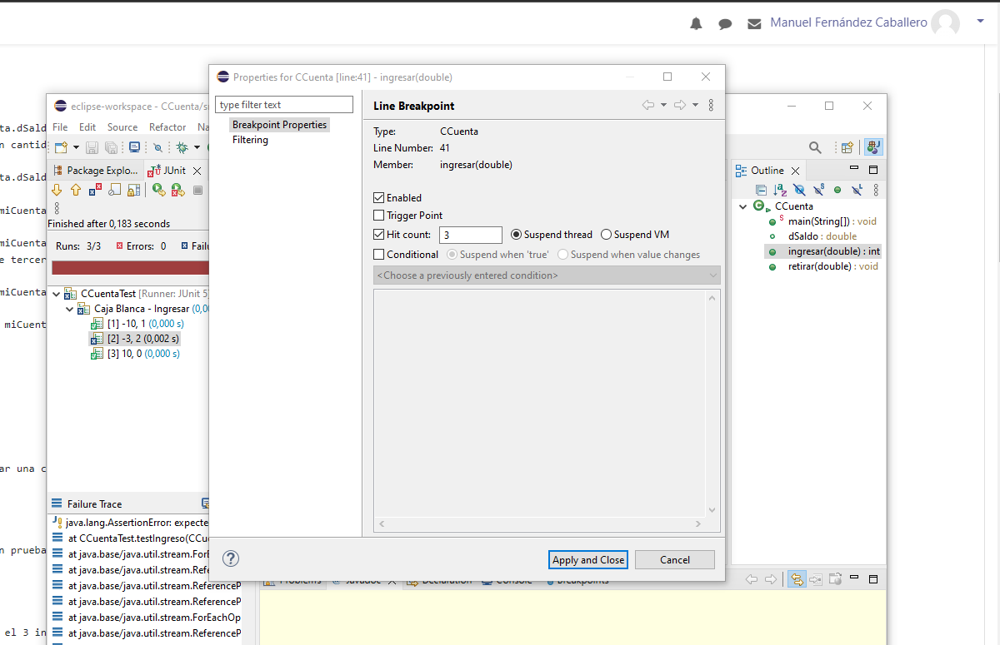 Manuel Fernández Caballero
Properties for CCuenta [line:41] - ingresar(double)
type filter text
Breakpoint Properties
Filtering
Line Breakpoint
Type: CCuenta
Line Number: 41
Member: ingresar(double)
Enabled
Trigger Point
Hit count: 3 Suspend thread Suspend VM
Conditional Suspend when 'true' Suspend when value changes
<Choose a previously entered condition>
Apply and Close Cancel
eclipse-workspace - CCuenta/s
File Edit Source Refactor Na
Package Explo... JUnit
Finished after 0,183 seconds
Runs: 3/3 Errors: 0 Failu
CCuentaTest [Runner: JUnit 5]
Caja Blanca - Ingresar (0,00
[1] -10, 1 (0,000 s)
[2] -3, 2 (0,002 s)
[3] 10, 0 (0,000 s)
Failure Trace
java.lang.AssertionError: expecte
at CCuentaTest.testIngreso(CCu
at java.base/java.util.stream.ForE
at java.base/java.util.stream.Refe
at java.base/java.util.stream.ReferenceP
at java.base/java.util.stream.ReferenceP
at java.base/java.util.stream.ForEachOp
at java.base/java.util.stream.ReferenceP
Outline
CCuenta
main(String[]) : void
dSaldo : double
ingresar(double) : int
retirar(double) : void
Problems Javadoc Declaration Console Breakpoints
ta.dSald
n cantid
ta.dSald
miCuenta
miCuenta
e tercer
miCuenta
miCuent
ar una c
n prueba
el 3 in